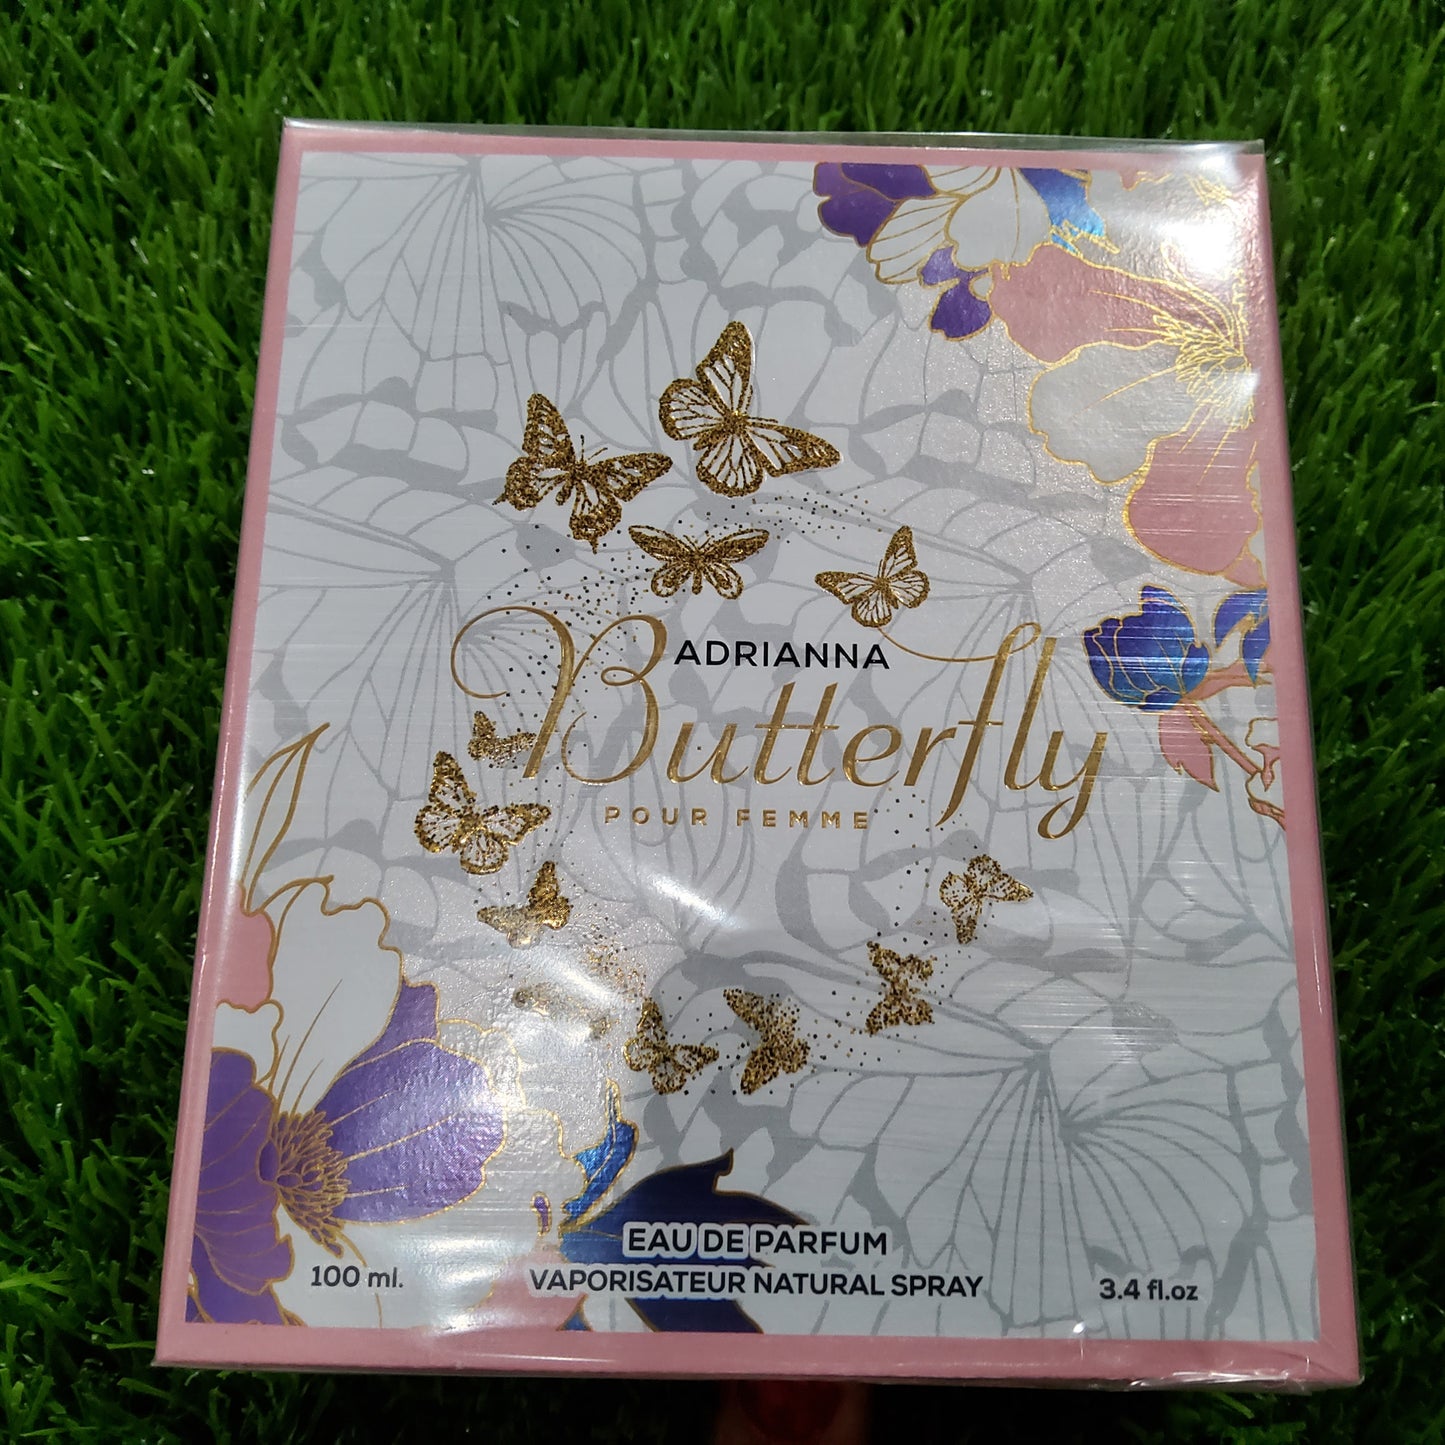 ADRIANNA
Butterfly
POUR FEMME
EAU DE PARFUM
VAPORISATEUR NATURAL SPRAY
100 ml.
3.4 fl.oz